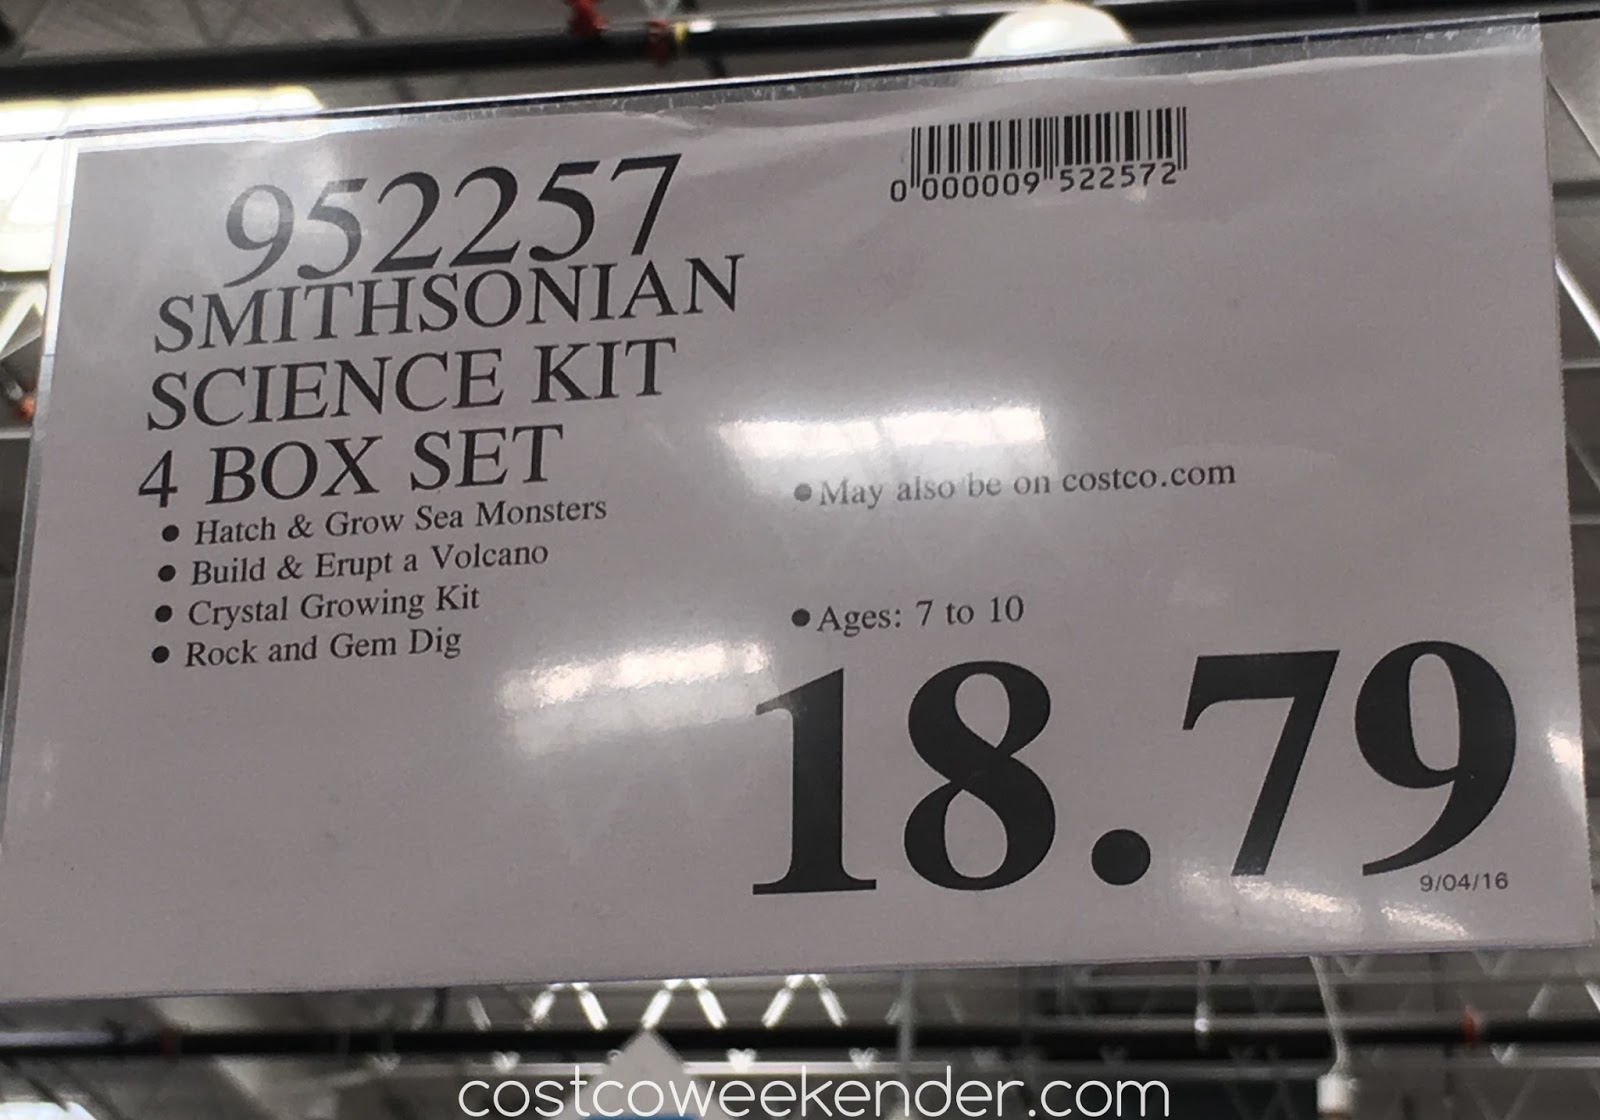 952257
0 000009 522572
SMITHSONIAN
SCIENCE KIT
4 BOX SET
● Hatch & Grow Sea Monsters
● Build & Erupt a Volcano
● Crystal Growing Kit
● Rock and Gem Dig
● May also be on costco.com
● Ages: 7 to 10
18.79
9/04/16
costcoweekender.com